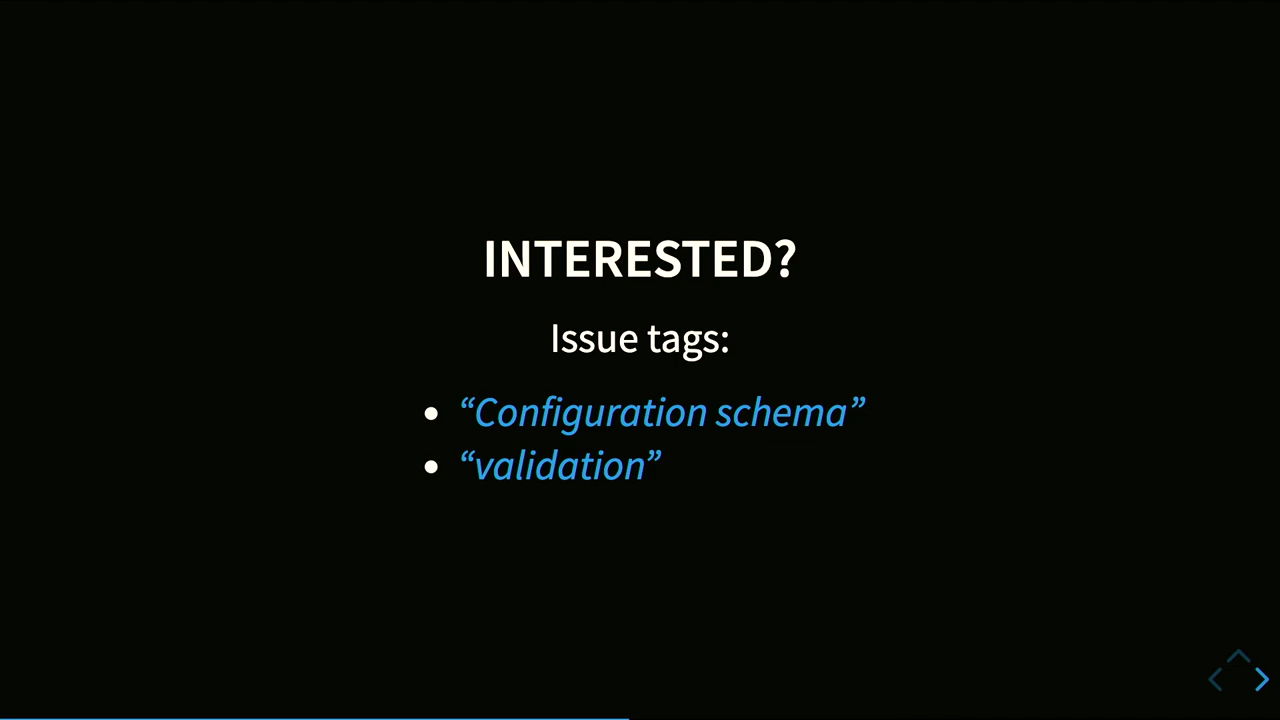 INTERESTED?
Issue tags:
• “Configuration schema”
• “validation”